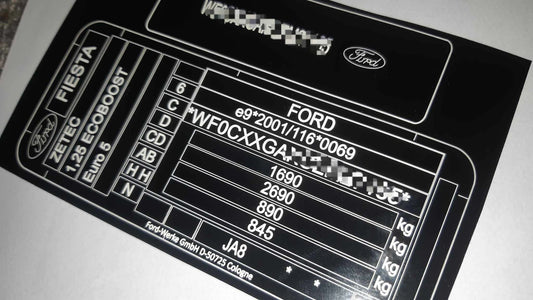 Ford
FORD
e9*2001/116*0069
*WF0CXXGA
1690 kg
2690 kg
890 kg
845 kg
JA8 * *
6
C
D
CD
AB
H H
N
Ford
FIESTA
ZETEC
1.25 ECOBOOST
Euro 5
Ford-Werke GmbH D-50725 Cologne